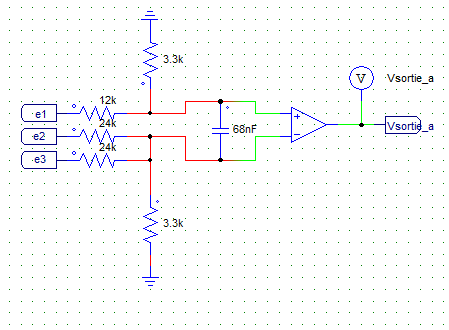 3.3k
V
Vsortie_a
12k
e1
24k
68nF
+
Vsortie_a
e2
−
24k
e3
3.3k